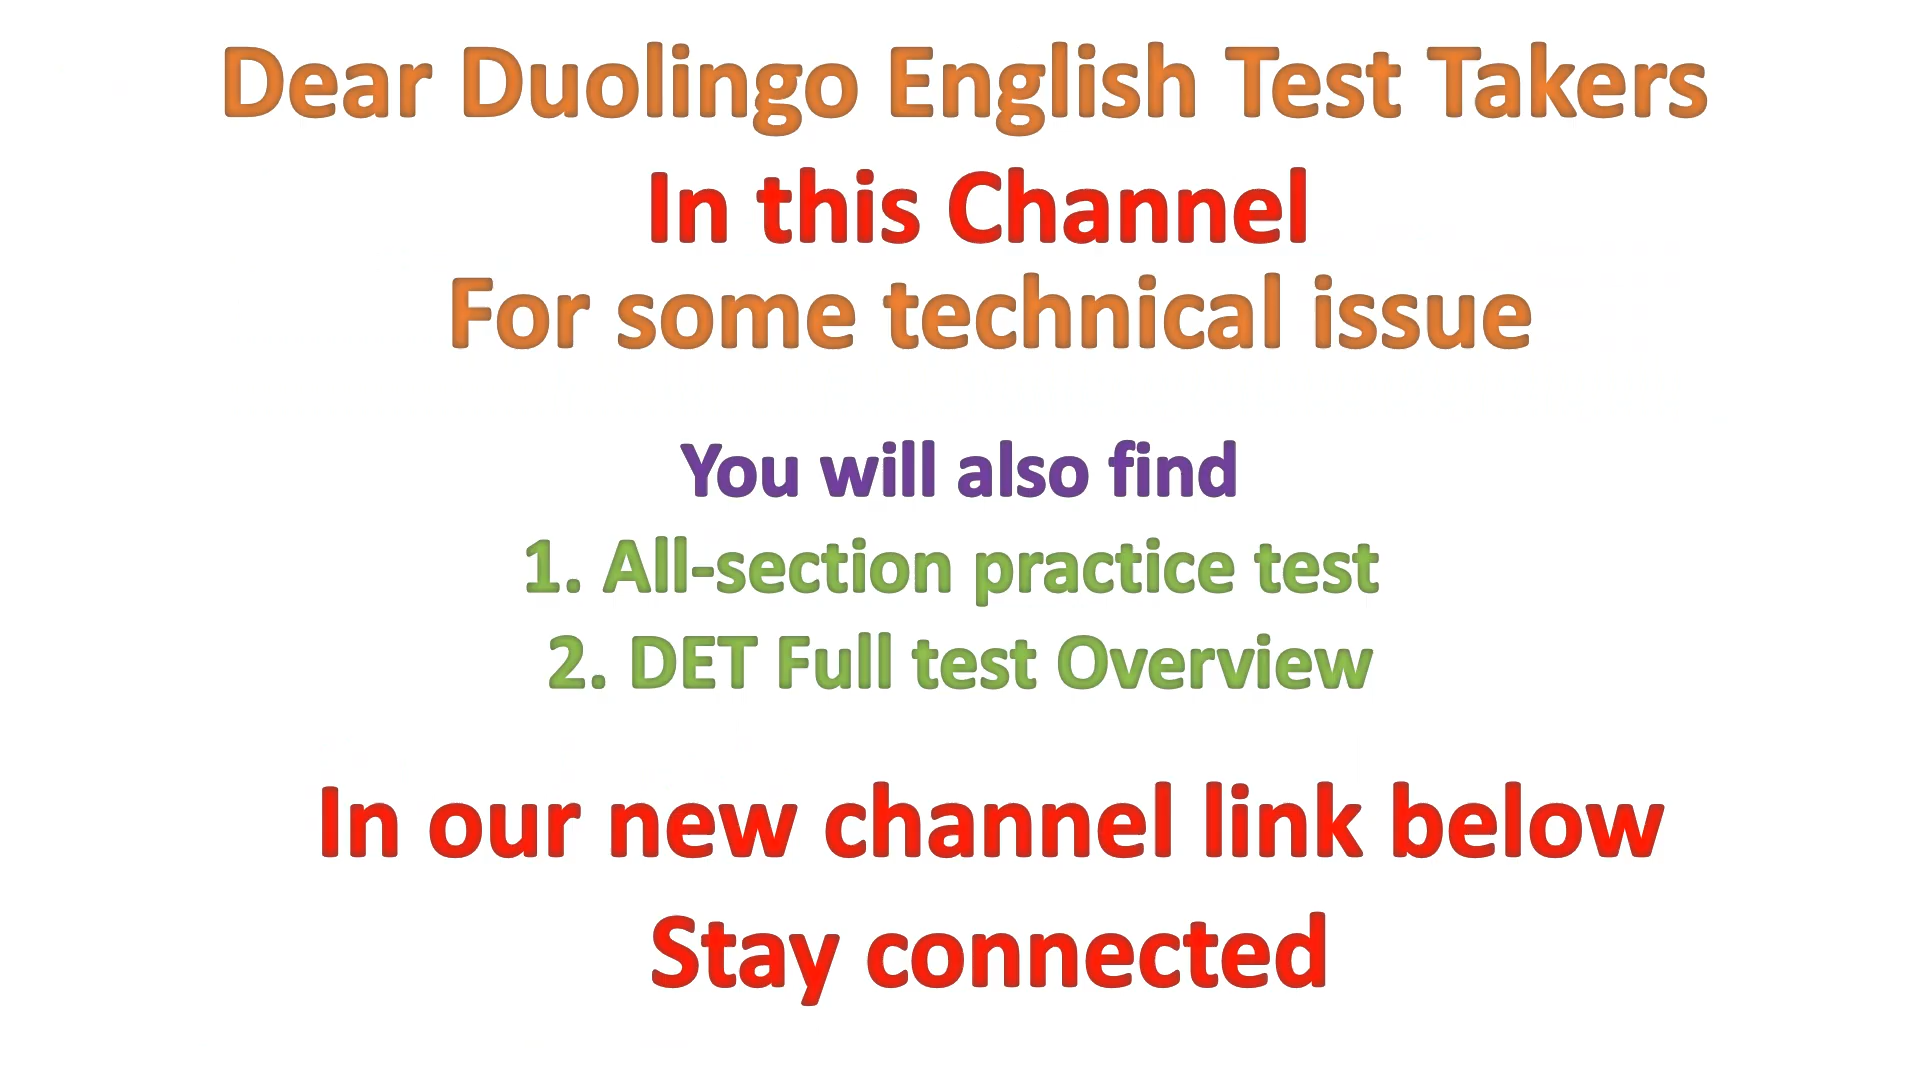 Dear Duolingo English Test Takers
In this Channel
For some technical issue
You will also find
1. All-section practice test
2. DET Full test Overview
In our new channel link below
Stay connected